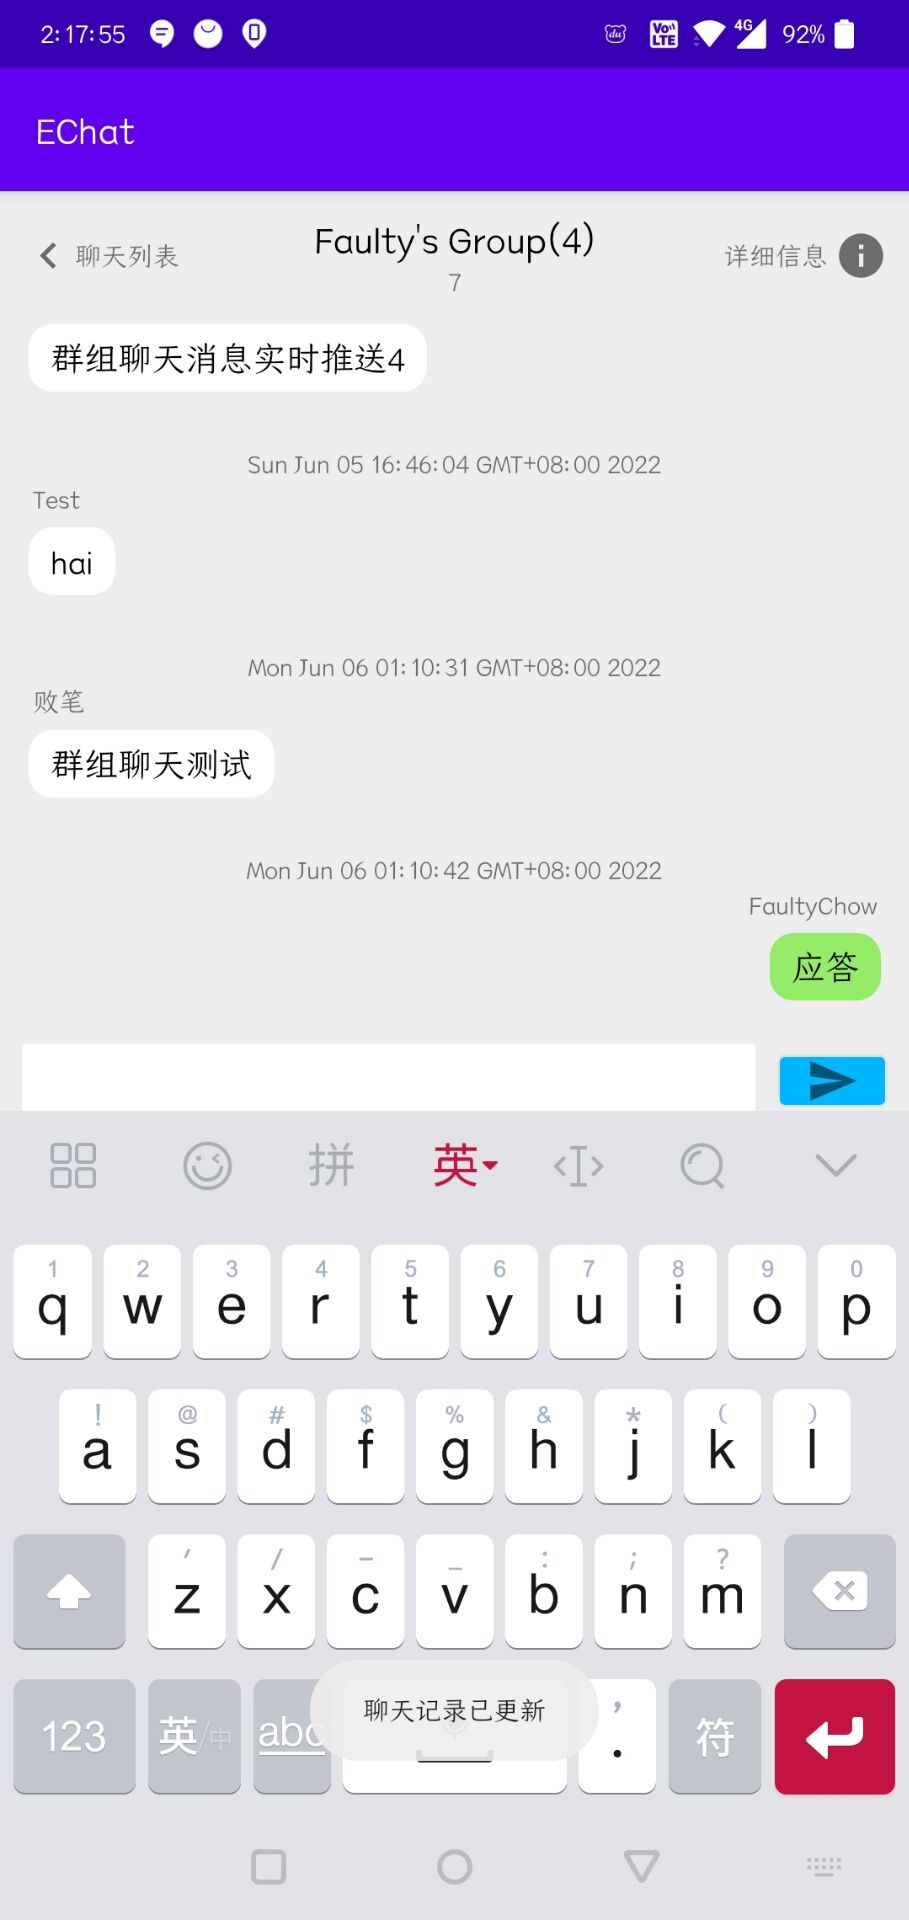 2:17:55 du Vo)) LTE 4G 92%
EChat
聊天列表 Faulty's Group(4) 详细信息
7
群组聊天消息实时推送4
Sun Jun 05 16:46:04 GMT+08:00 2022
Test
hai
Mon Jun 06 01:10:31 GMT+08:00 2022
败笔
群组聊天测试
Mon Jun 06 01:10:42 GMT+08:00 2022
FaultyChow
应答
拼 英
1 2 3 4 5 6 7 8 9 0
q w e r t y u i o p
! @ # $ % & * ( )
a s d f g h j k l
' / - _ : ; ?
z x c v b n m
123 英/中 abc 聊天记录已更新 , . 符